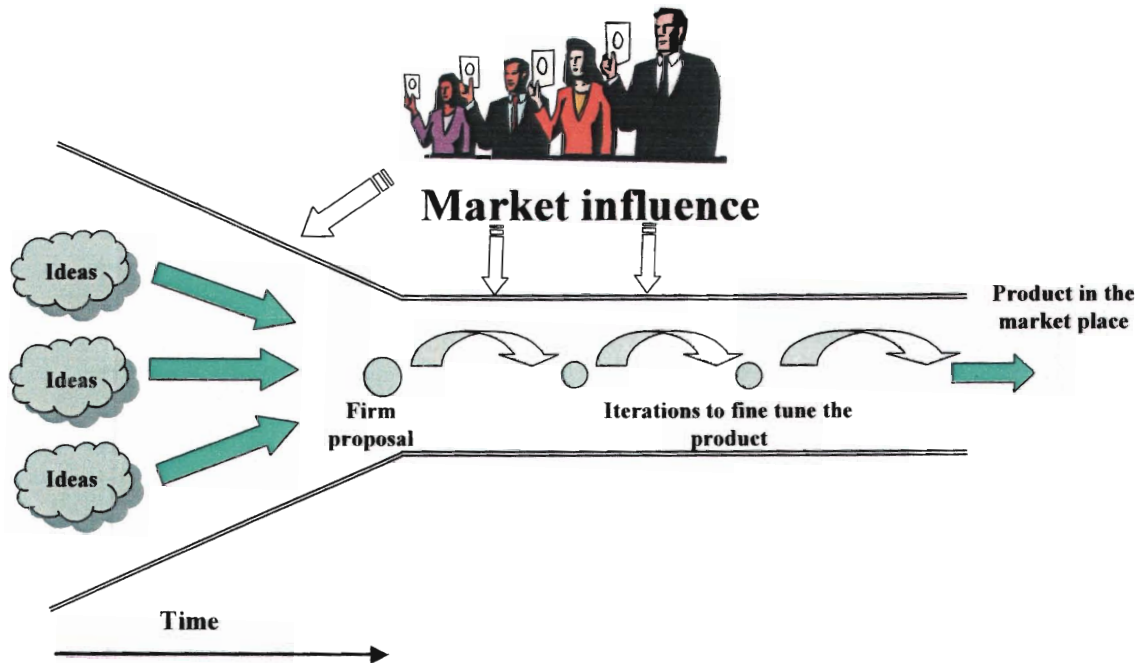 Market influence
Ideas
Ideas
Ideas
Firm
proposal
Iterations to fine tune the
product
Product in the
market place
Time